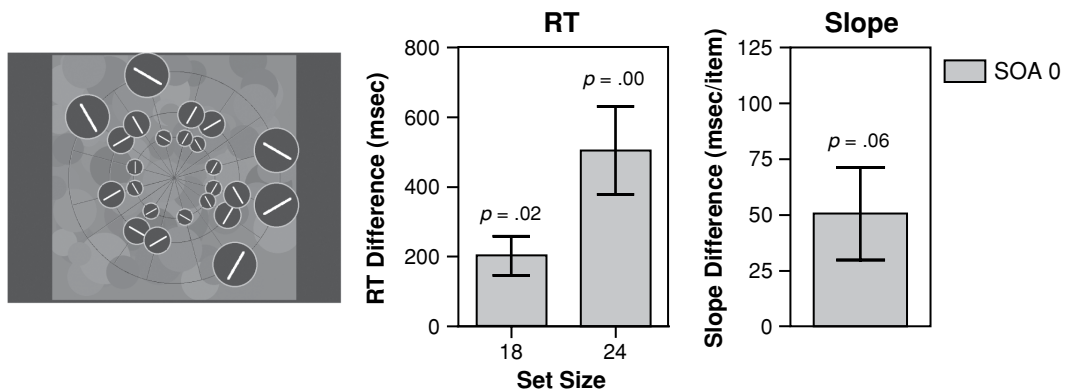 RT
RT Difference (msec)
800
600
400
200
0
p = .02
p = .00
18
24
Set Size
Slope
Slope Difference (msec/item)
125
100
75
50
25
0
p = .06
SOA 0